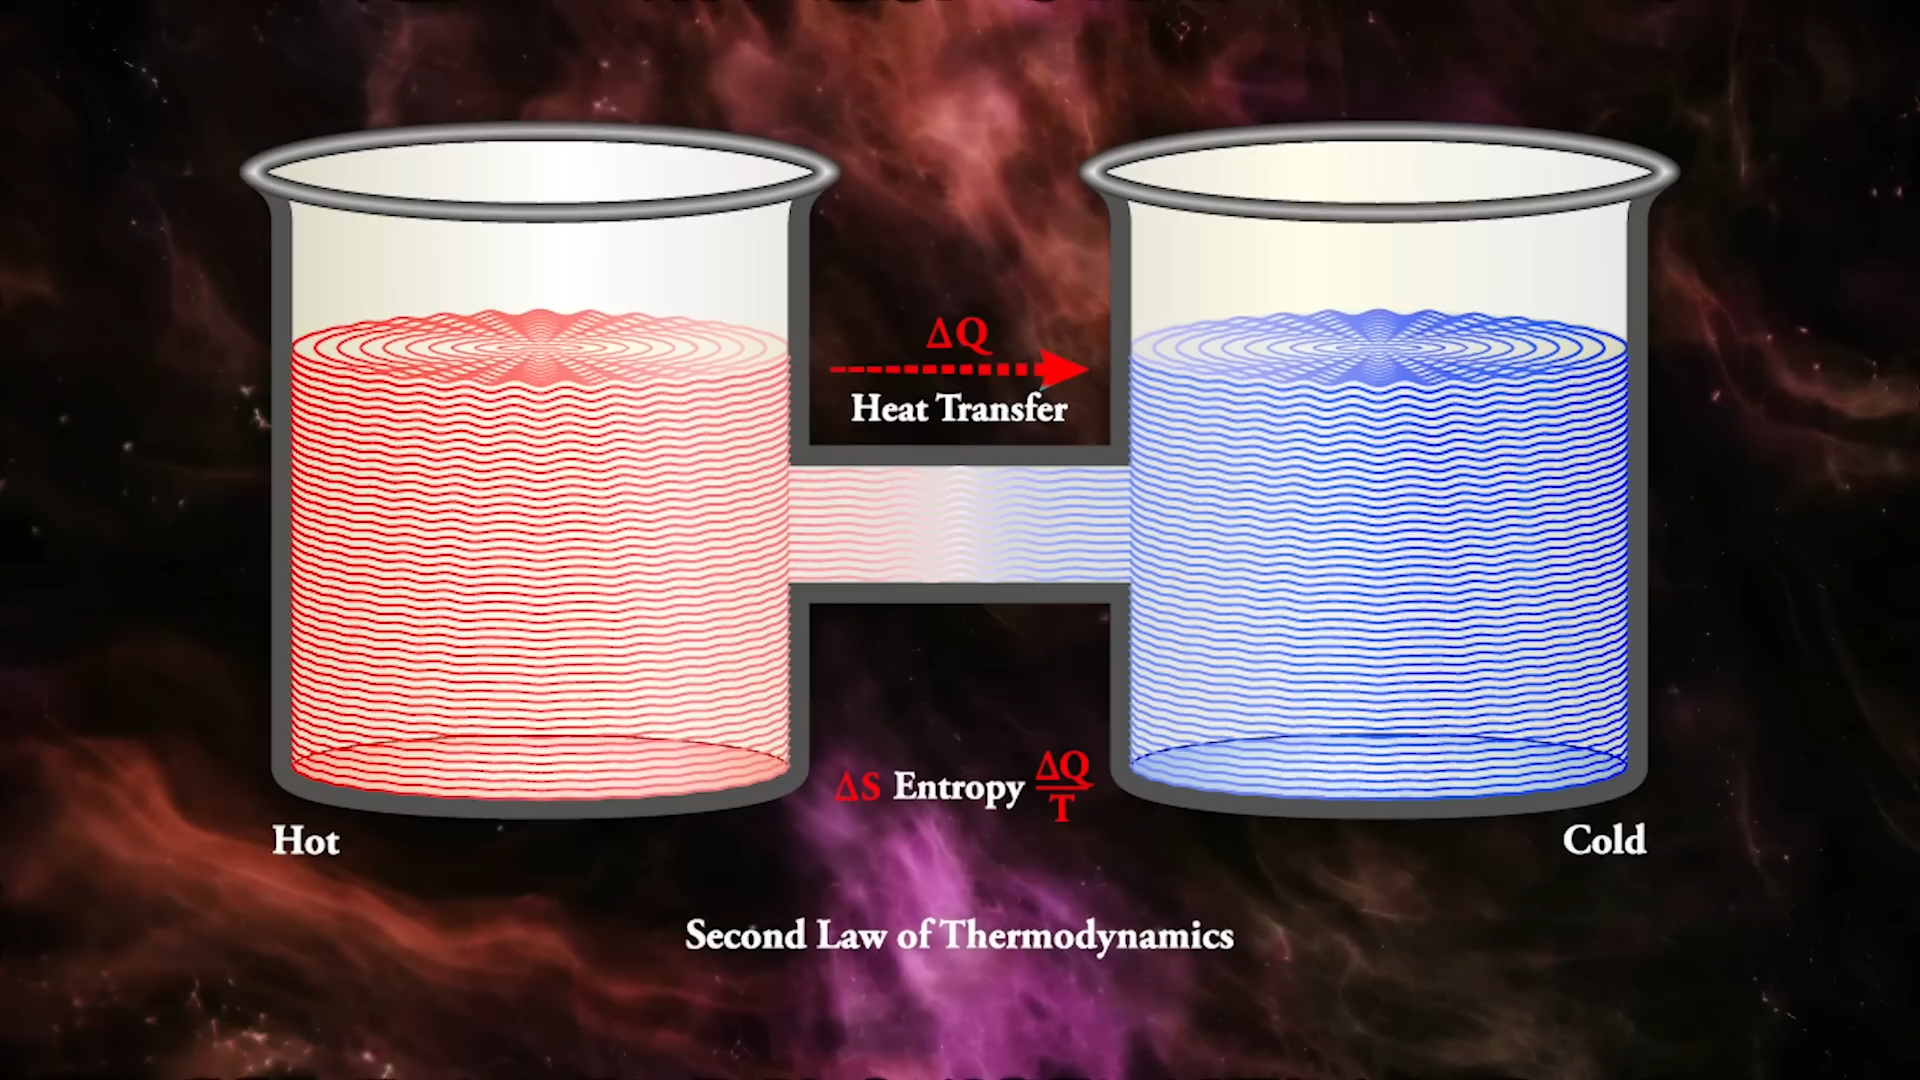 ΔQ
Heat Transfer
ΔS Entropy ΔQ/T
Hot
Cold
Second Law of Thermodynamics